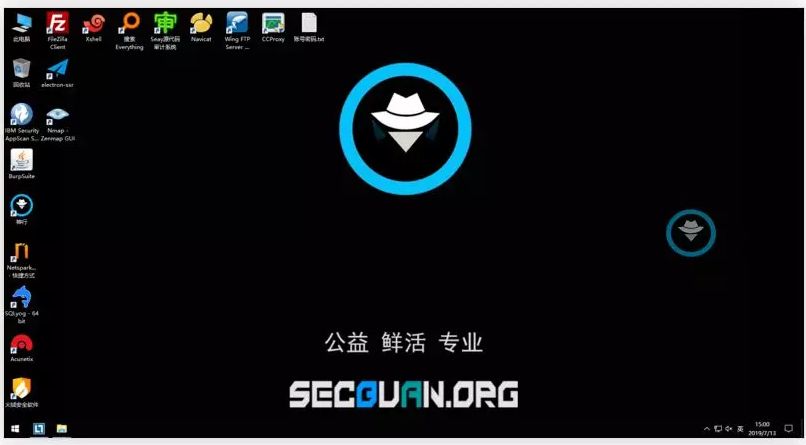 此电脑
FileZilla
Client
Xshell
搜索
Everything
Seay源代码
审计系统
Navicat
Wing FTP
Server ...
CCProxy
账号密码.txt
回收站
electron-ssr
IBM Security
AppScan S...
Nmap -
Zenmap GUI
BurpSuite
神行
Netspark...
- 快捷方式
SQLyog - 64
bit
Acunetix
火绒安全软件
公益 鲜活 专业
SECQUAN.ORG
英
15:00
2019/7/13